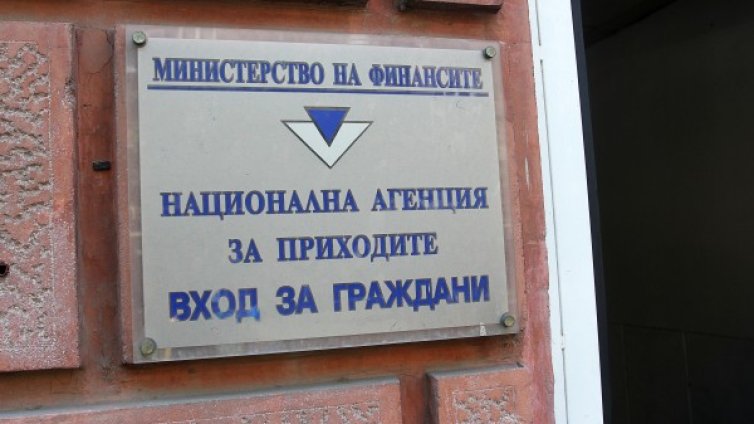 МИНИСТЕРСТВО НА ФИНАНСИТЕ
НАЦИОНАЛНА АГЕНЦИЯ
ЗА ПРИХОДИТЕ
ВХОД ЗА ГРАЖДАНИ